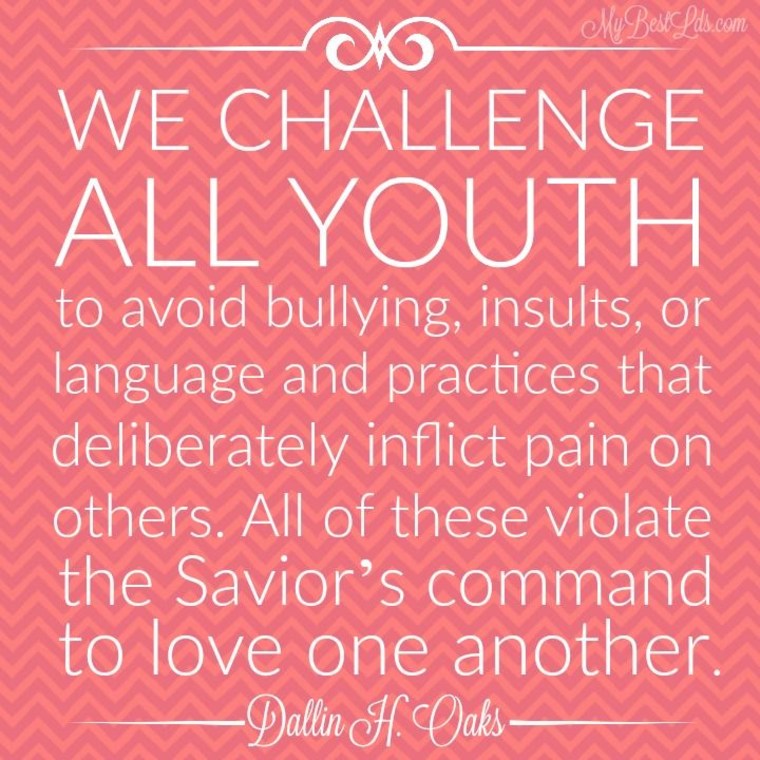 MyBestLds.com
WE CHALLENGE
ALL YOUTH
to avoid bullying, insults, or
language and practices that
deliberately inflict pain on
others. All of these violate
the Savior’s command
to love one another.
Dallin H. Oaks